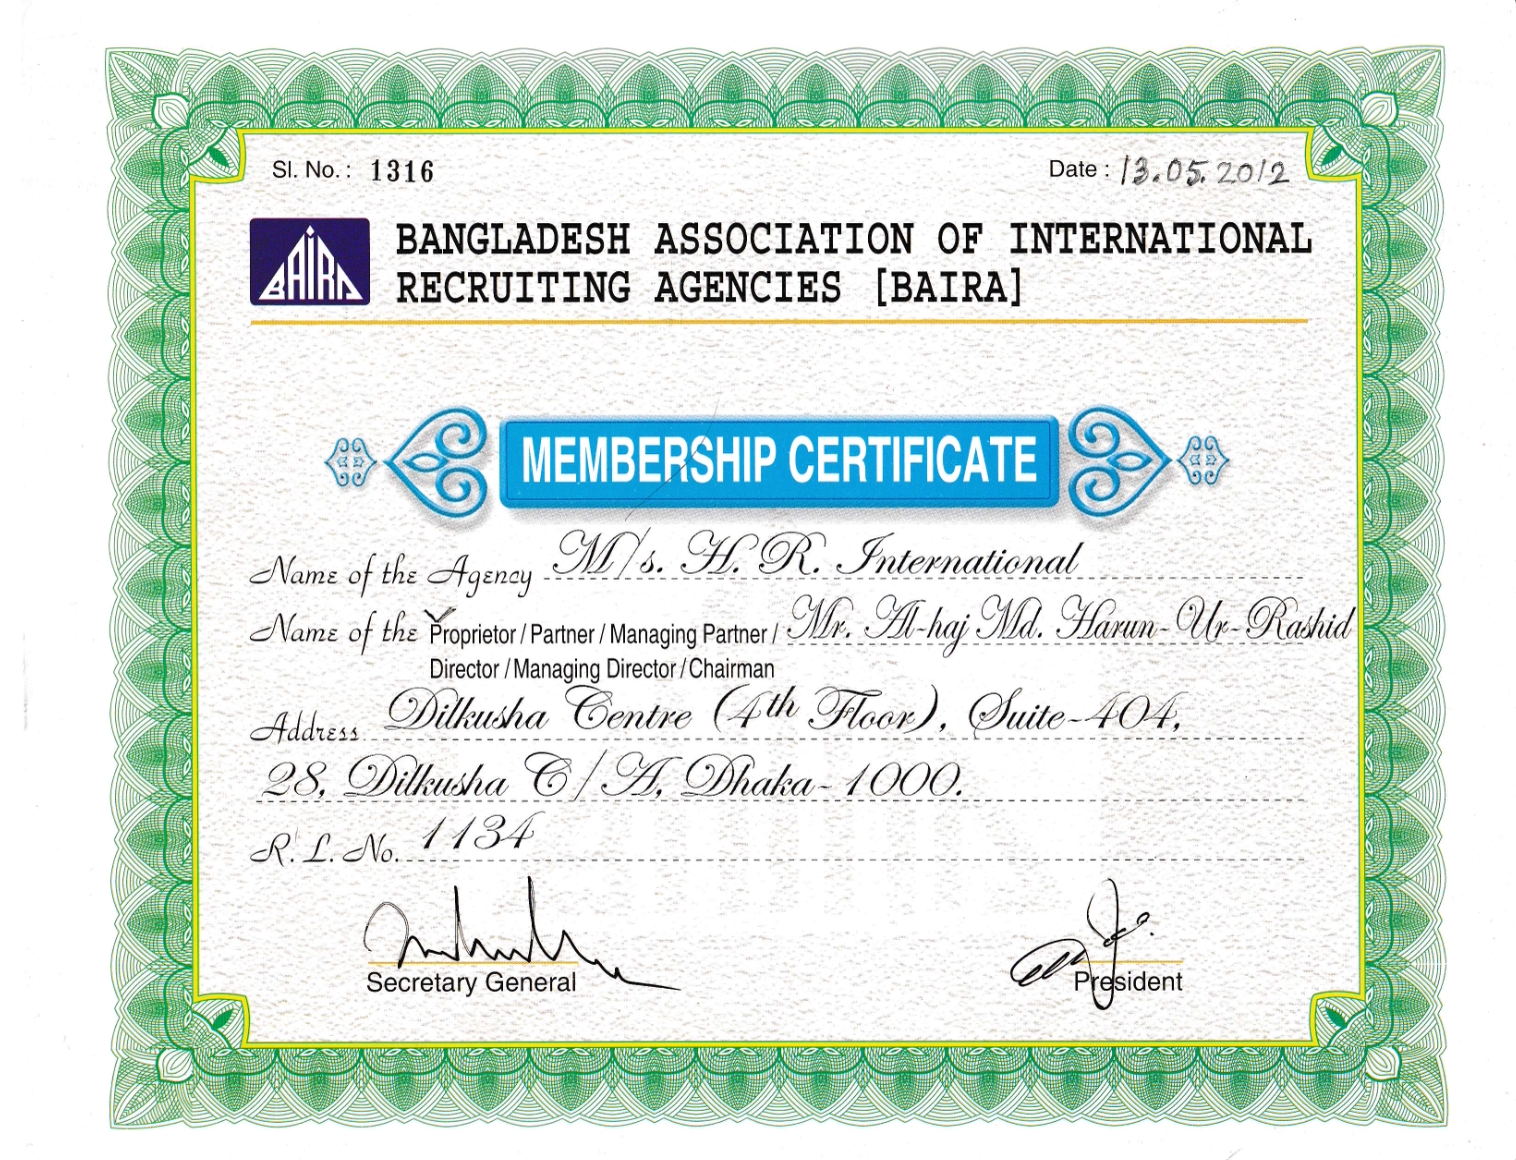 Sl. No. : 1316
Date : 13.05.2012
BAIRA
BANGLADESH ASSOCIATION OF INTERNATIONAL
RECRUITING AGENCIES [BAIRA]
MEMBERSHIP CERTIFICATE
Name of the Agency M/s. H. R. International
Name of the Proprietor / Partner / Managing Partner / Mr. Al-haj Md. Harun-Ur-Rashid
Director / Managing Director / Chairman
Address Dilkusha Centre (4th Floor), Suite-404,
28, Dilkusha C/A, Dhaka-1000.
R. L. No. 1134
Secretary General
President